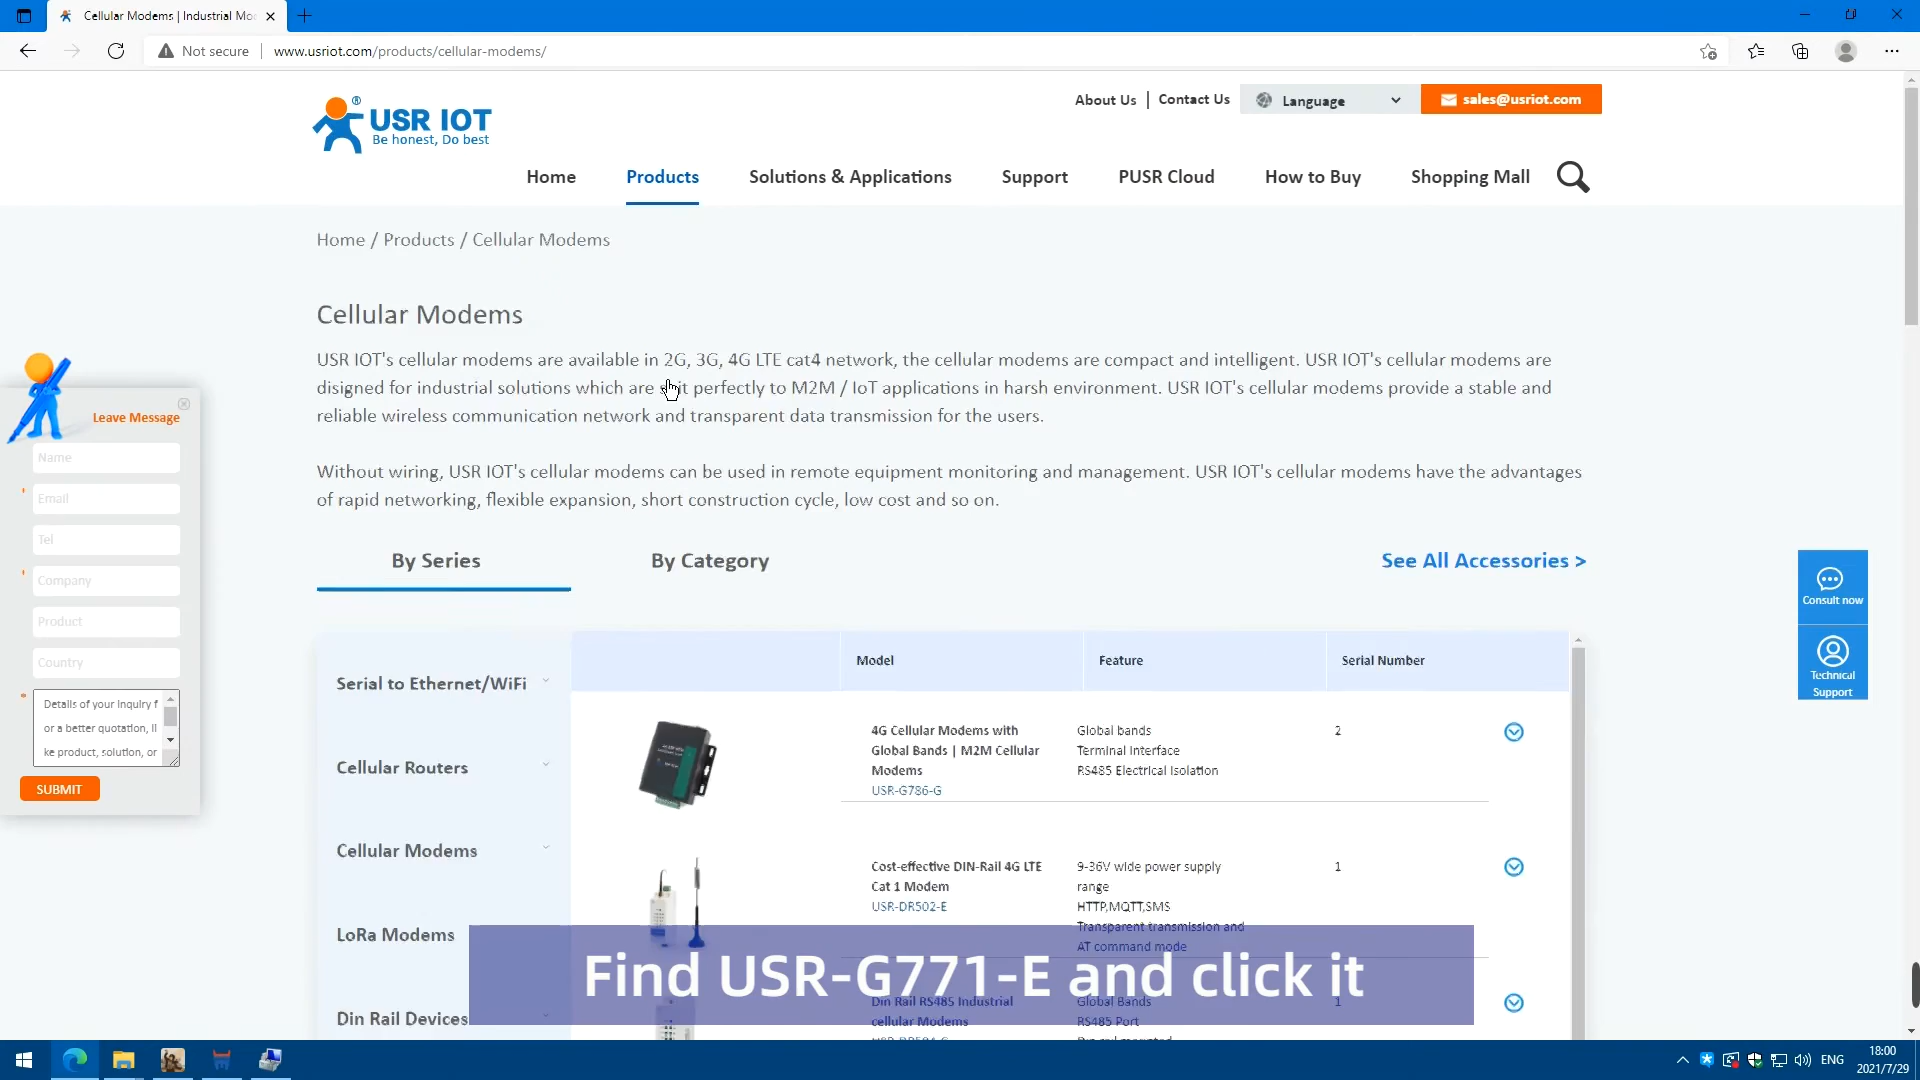 Cellular Modems | Industrial Mo
Not secure
www.usriot.com/products/cellular-modems/
About Us | Contact Us
Language
sales@usriot.com
USR IOT
®
Be honest, Do best
Home
Products
Solutions & Applications
Support
PUSR Cloud
How to Buy
Shopping Mall
Home / Products / Cellular Modems
Cellular Modems
USR IOT's cellular modems are available in 2G, 3G, 4G LTE cat4 network, the cellular modems are compact and intelligent. USR IOT's cellular modems are
disigned for industrial solutions which are perfectly to M2M / IoT applications in harsh environment. USR IOT's cellular modems provide a stable and
reliable wireless communication network and transparent data transmission for the users.
Without wiring, USR IOT's cellular modems can be used in remote equipment monitoring and management. USR IOT's cellular modems have the advantages
of rapid networking, flexible expansion, short construction cycle, low cost and so on.
Leave Message
Name
* Email
Tel
* Company
Product
Country
* Details of your inquiry f
or a better quotation, li
ke product, solution, or
SUBMIT
By Series
By Category
See All Accessories >
Consult now
Technical
Support
Serial to Ethernet/WiFi
Cellular Routers
Cellular Modems
LoRa Modems
Din Rail Devices
Model
Feature
Serial Number
4G Cellular Modems with
Global Bands | M2M Cellular
Modems
USR-G786-G
Global bands
Terminal Interface
RS485 Electrical Isolation
2
Cost-effective DIN-Rail 4G LTE
Cat 1 Modem
USR-DR502-E
9-36V wide power supply
range
HTTP,MQTT,SMS
Transparent transmission and
AT command mode
1
Din Rail RS485 Industrial
cellular Modems
Global Bands
RS485 Port
1
Find USR-G771-E and click it
ENG
18:00
2021/7/29